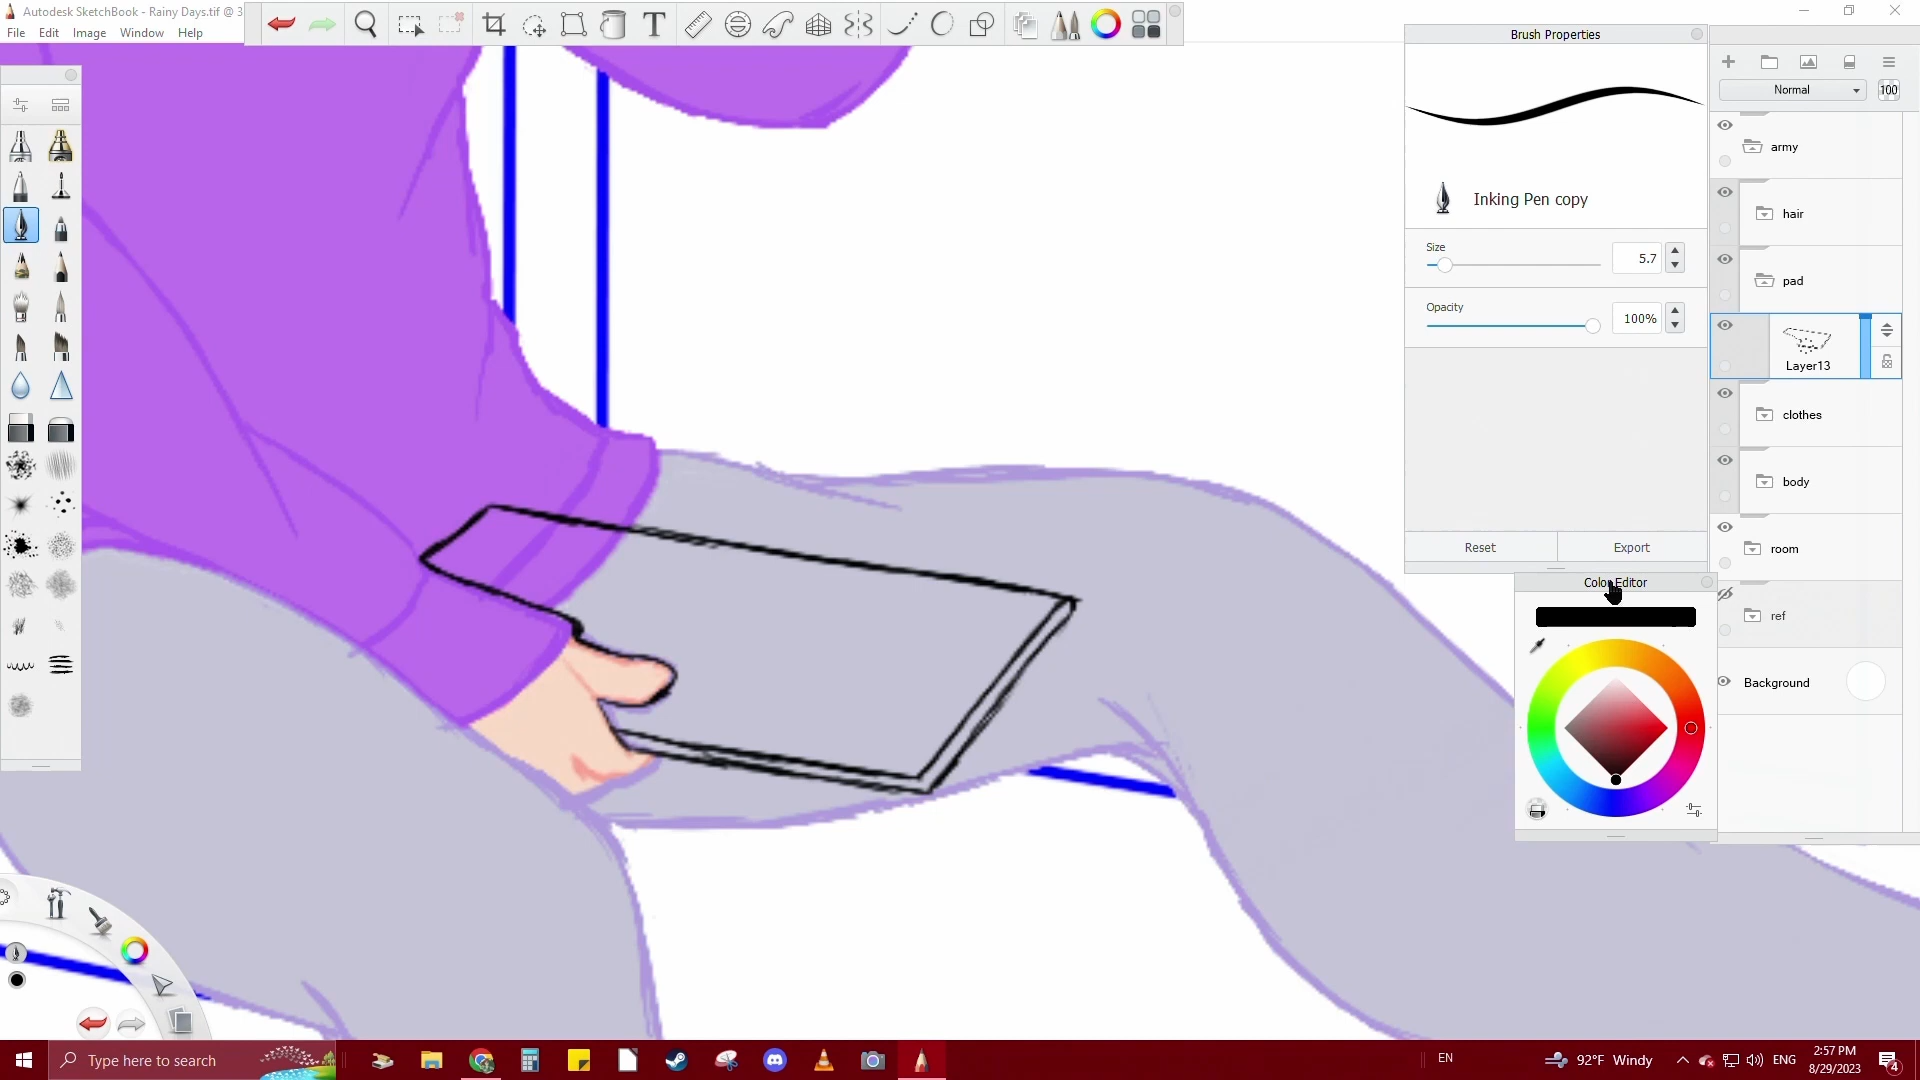 Autodesk SketchBook - Rainy Days.tif @ 3
File Edit Image Window Help
T
Brush Properties
Inking Pen copy
Size
5.7
Opacity
100%
Reset Export
Color Editor
Normal 100
army
hair
pad
Layer13
clothes
body
room
ref
Background
Type here to search
EN
92°F Windy
ENG
2:57 PM
8/29/2023
4